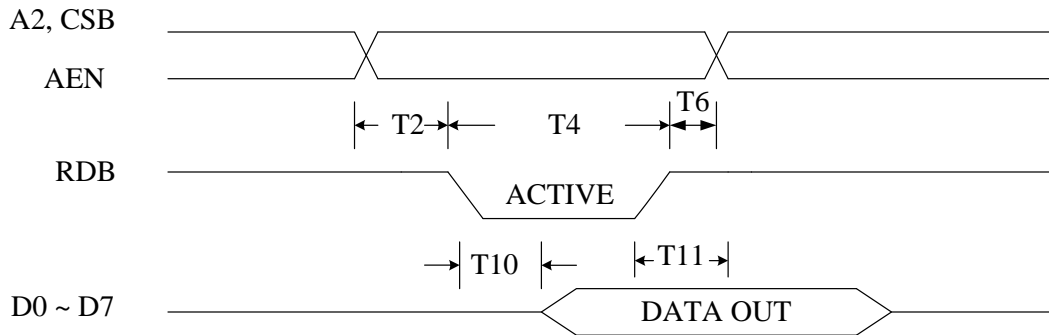 A2, CSB
AEN
T2
T4
T6
RDB
ACTIVE
T10
T11
D0 ~ D7
DATA OUT